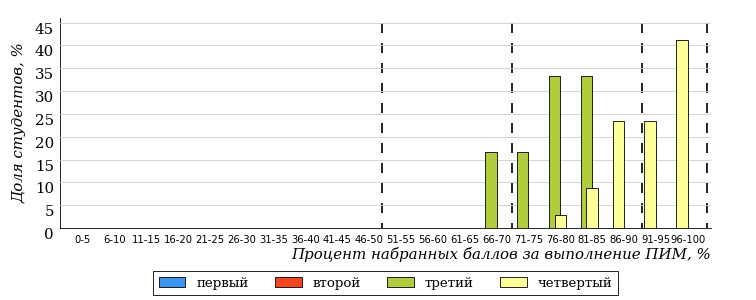 Доля студентов, %
45
40
35
30
25
20
15
10
5
0
0-5 6-10 11-15 16-20 21-25 26-30 31-35 36-40 41-45 46-50 51-55 56-60 61-65 66-70 71-75 76-80 81-85 86-90 91-95 96-100
Процент набранных баллов за выполнение ПИМ, %
первый второй третий четвертый